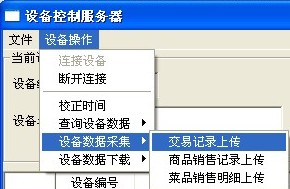 设备控制服务器
文件 设备操作
当前设
连接设备
断开连接
设备
校正时间
查询设备数据
设备
设备数据采集
交易记录上传
设备数据下载
商品销售记录上传
设备编号
菜品销售明细上传